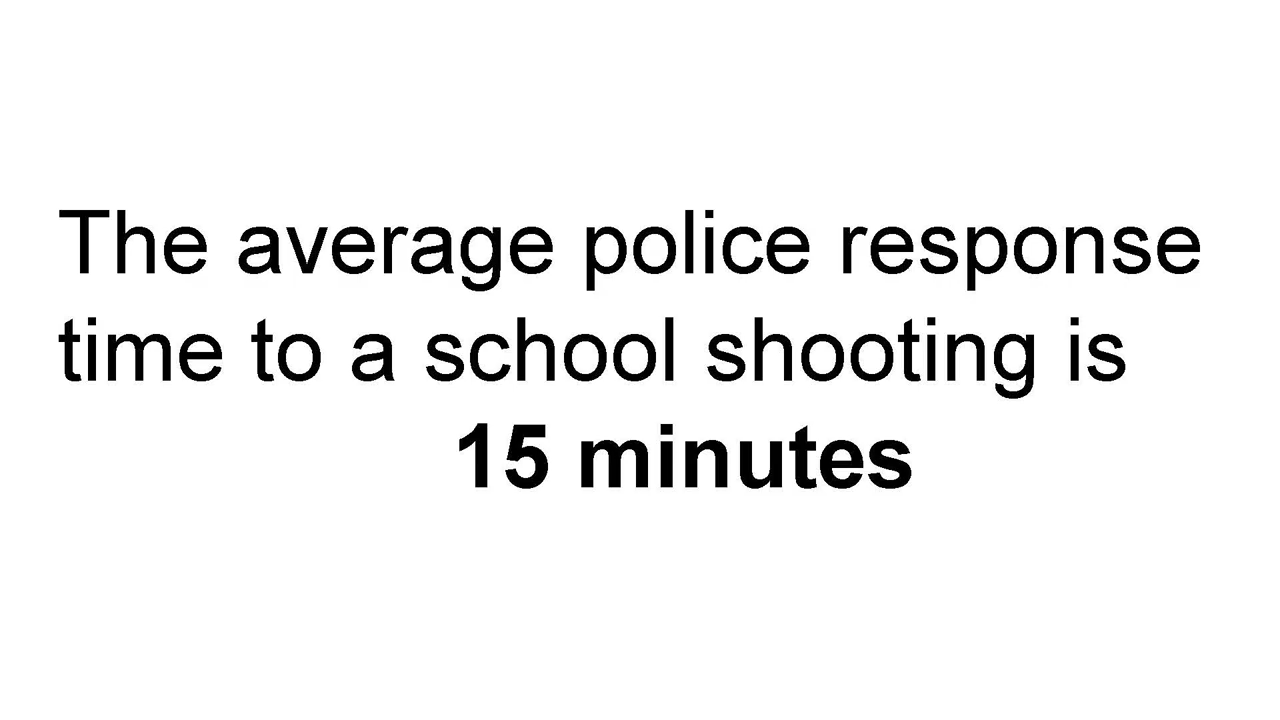 The average police response
time to a school shooting is
15 minutes